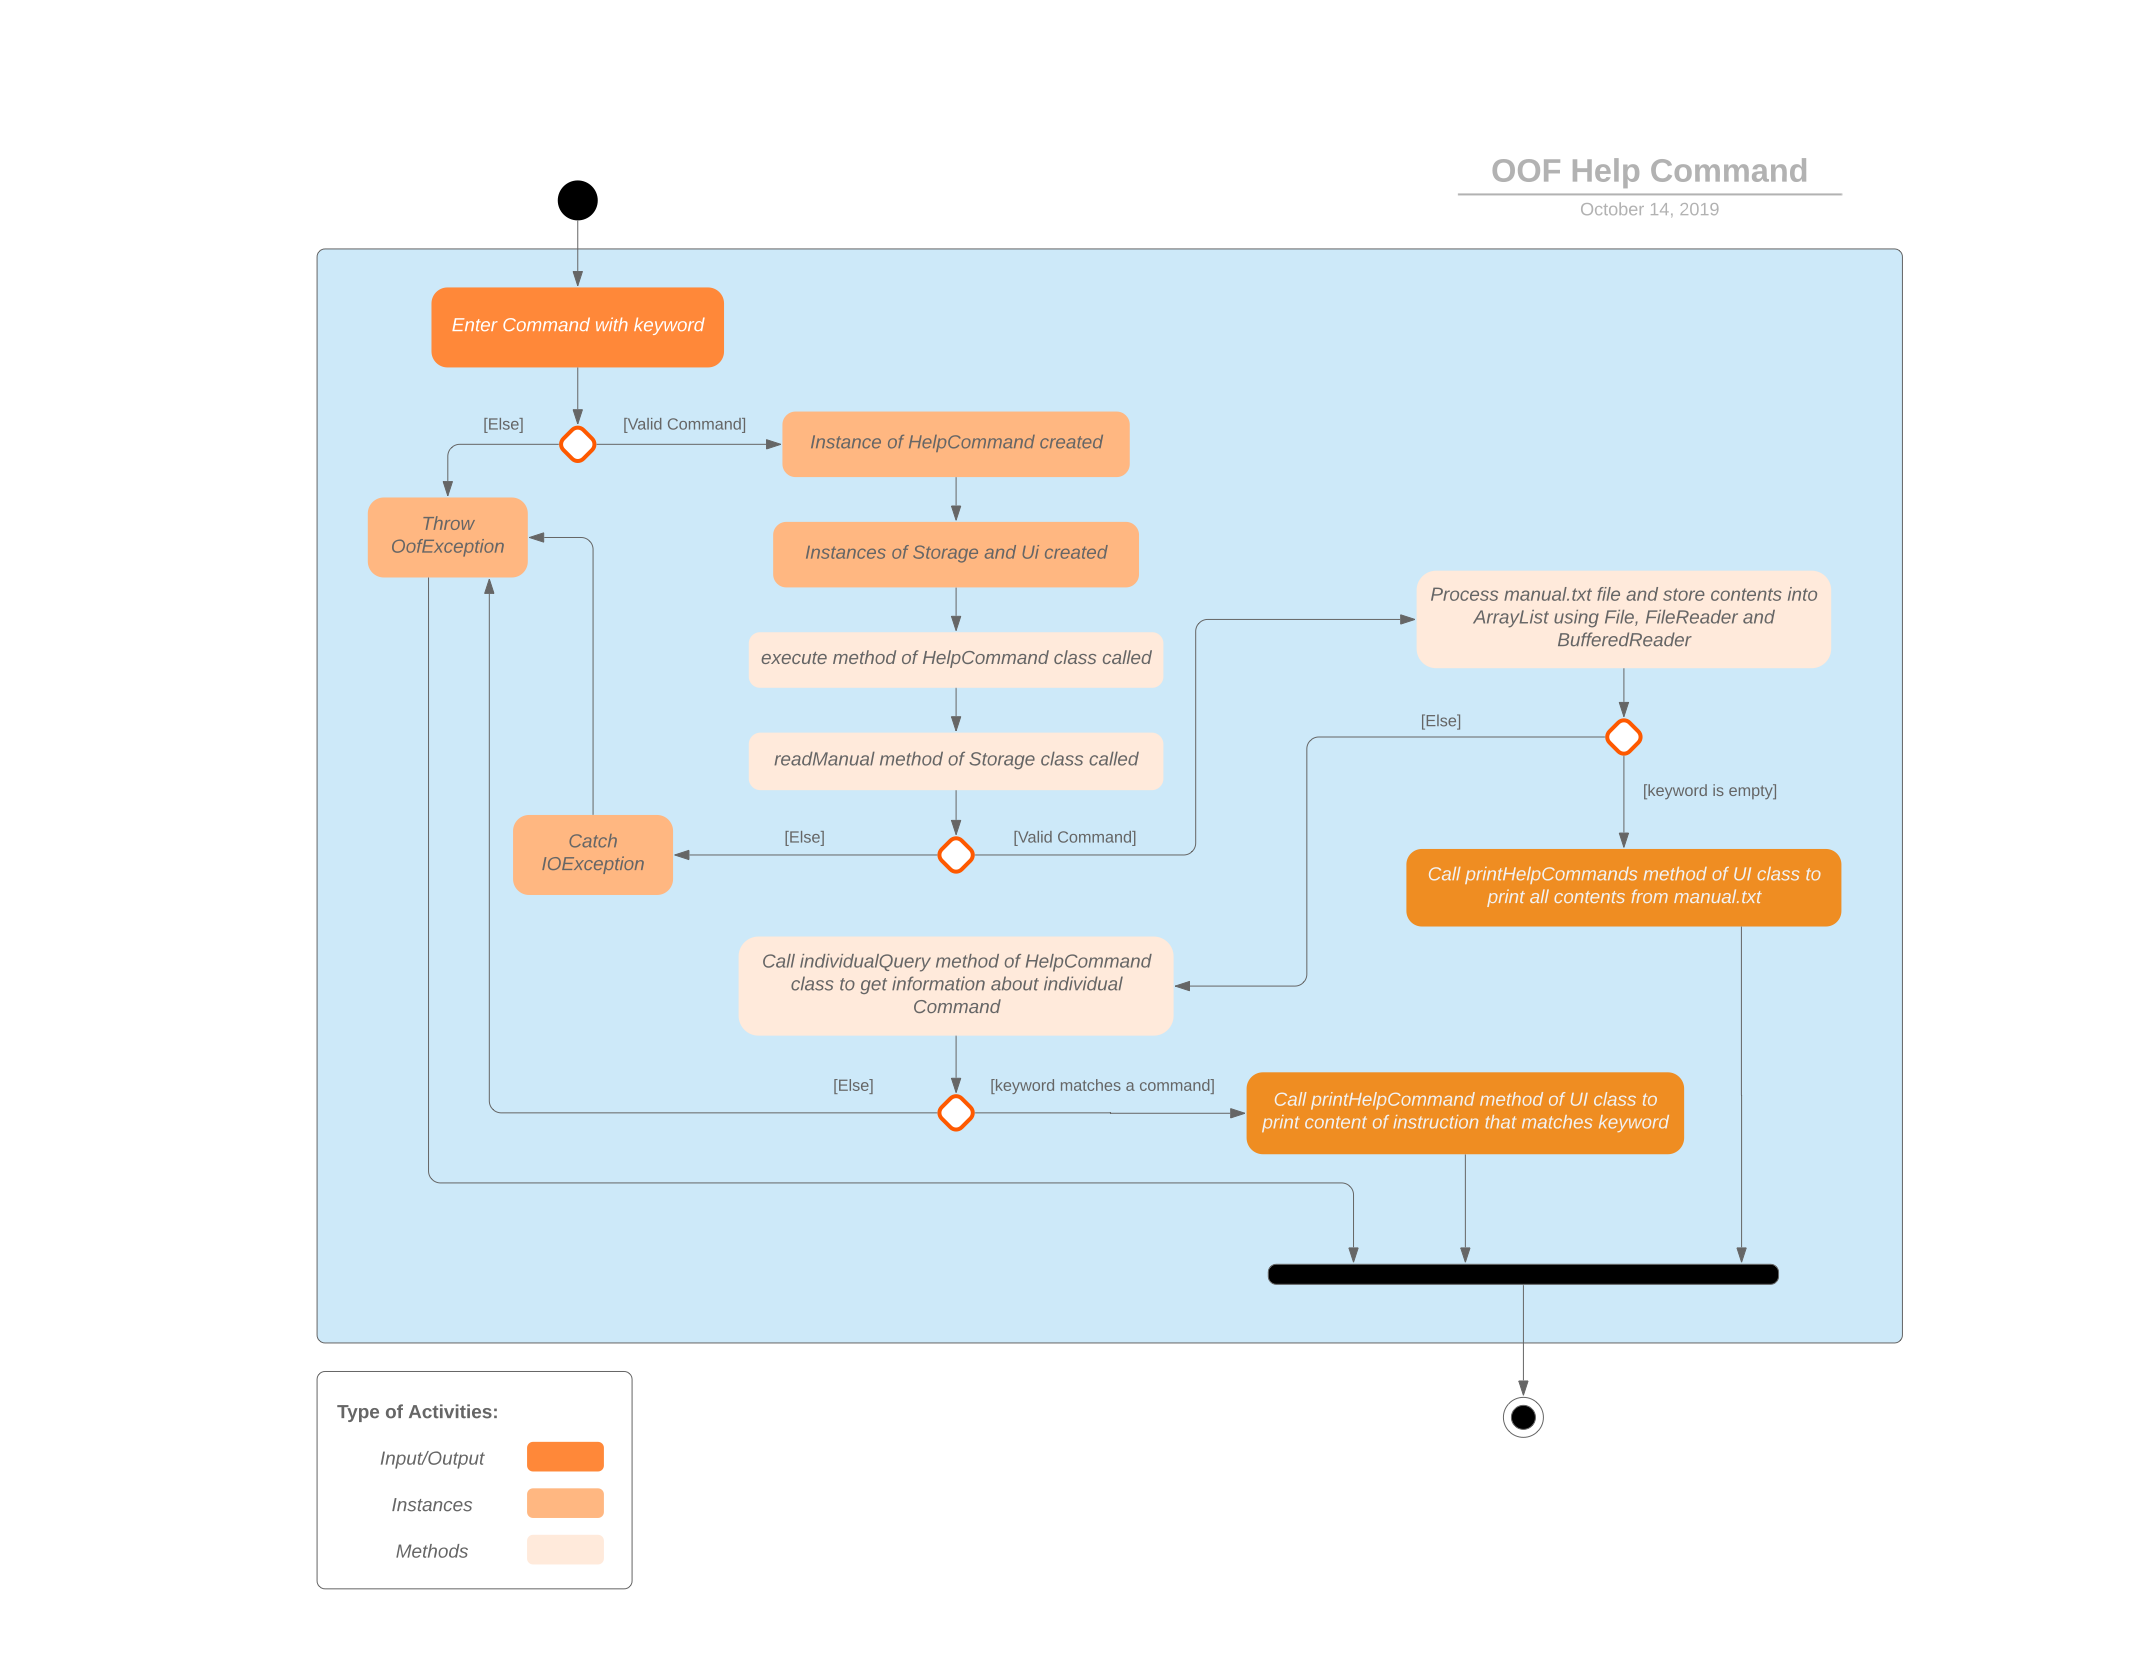 OOF Help Command
October 14, 2019
Enter Command with keyword
[Else]
[Valid Command]
Instance of HelpCommand created
Throw
OofException
Instances of Storage and Ui created
Process manual.txt file and store contents into
ArrayList using File, FileReader and
BufferedReader
execute method of HelpCommand class called
[Else]
readManual method of Storage class called
[keyword is empty]
Catch
IOException
[Else]
[Valid Command]
Call printHelpCommands method of UI class to
print all contents from manual.txt
Call individualQuery method of HelpCommand
class to get information about individual
Command
[Else]
[keyword matches a command]
Call printHelpCommand method of UI class to
print content of instruction that matches keyword
Type of Activities:
Input/Output
Instances
Methods